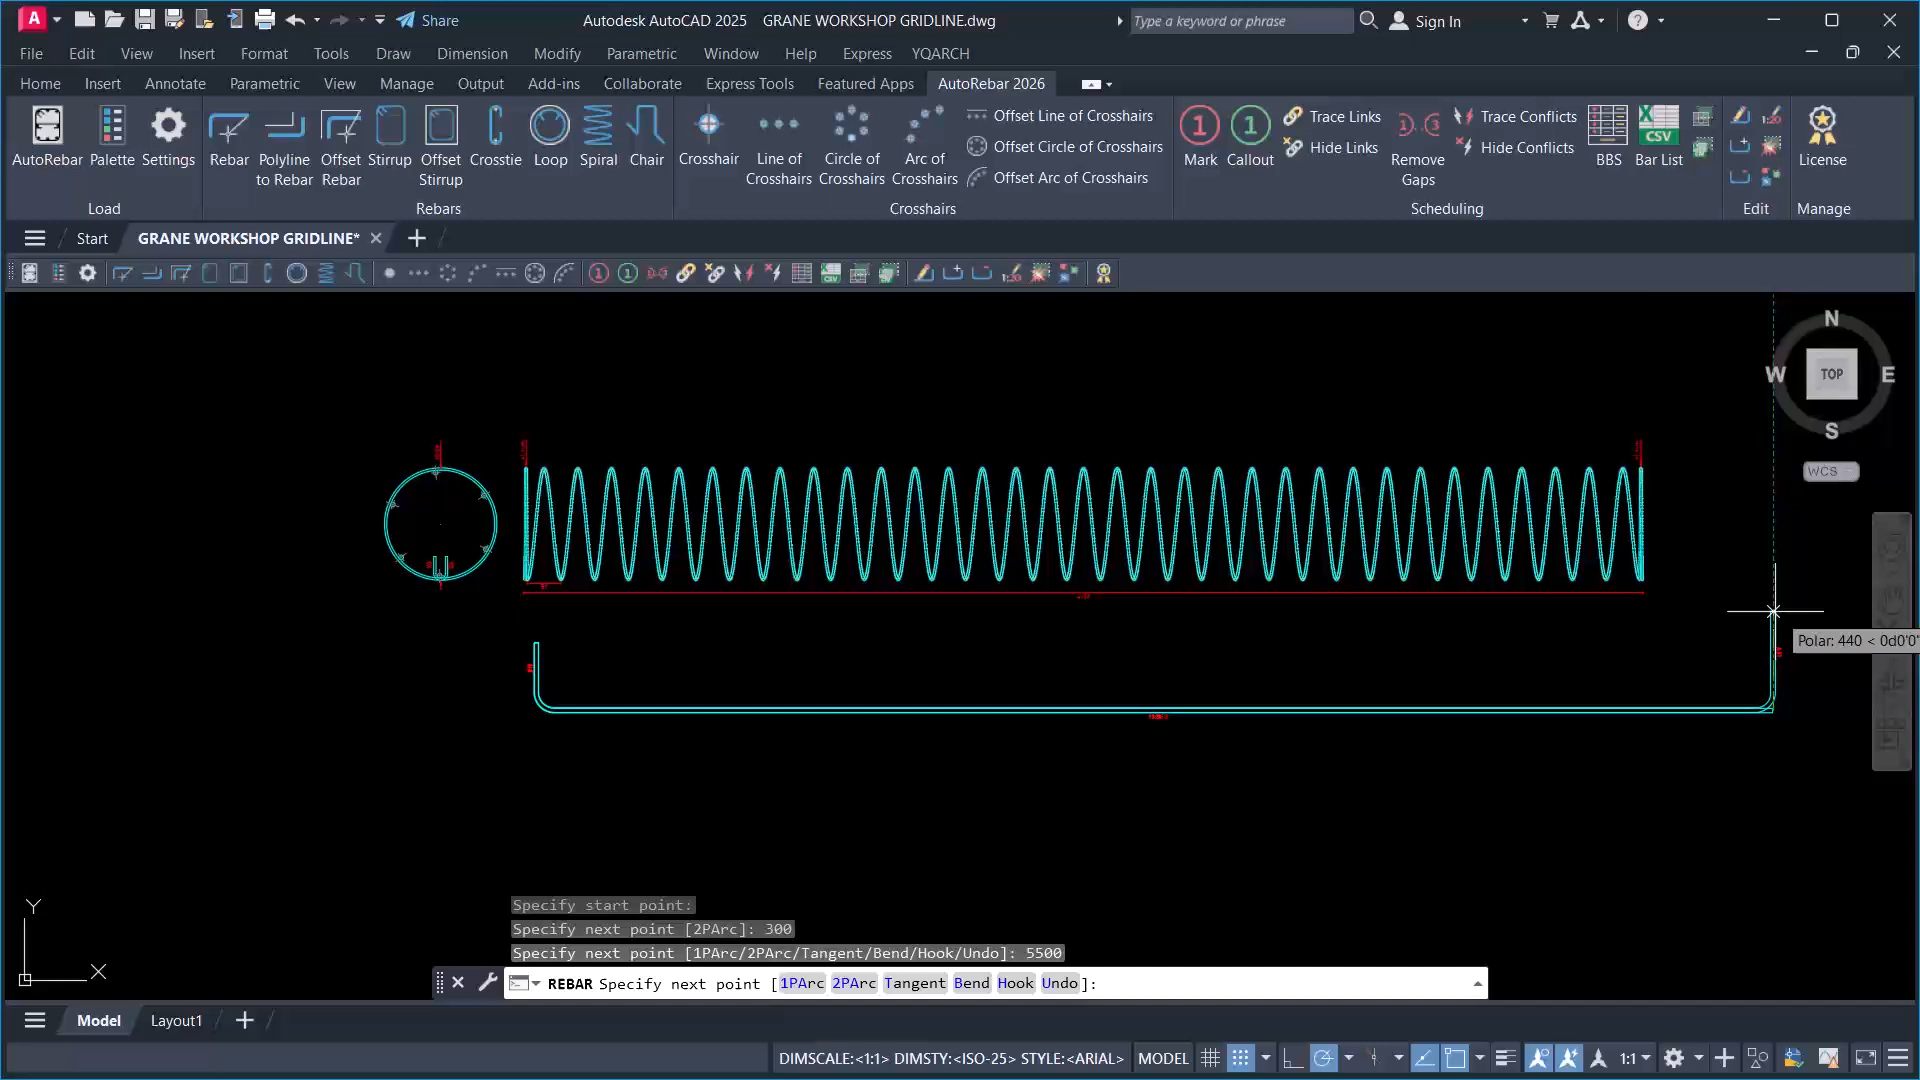 A Share Autodesk AutoCAD 2025 GRANE WORKSHOP GRIDLINE.dwg Type a keyword or phrase Sign In
File Edit View Insert Format Tools Draw Dimension Modify Parametric Window Help Express YQARCH
Home Insert Annotate Parametric View Manage Output Add-ins Collaborate Express Tools Featured Apps AutoRebar 2026
AutoRebar Palette Settings
Load
Rebar Polyline to Rebar Offset Rebar Stirrup Offset Stirrup Crosstie Loop Spiral Chair
Rebars
Crosshair Line of Crosshairs Circle of Crosshairs Arc of Crosshairs
Offset Line of Crosshairs
Offset Circle of Crosshairs
Offset Arc of Crosshairs
Crosshairs
1 Mark 1 Callout
Trace Links
Hide Links
1..3 Remove Gaps
Trace Conflicts
Hide Conflicts
BBS CSV Bar List
Scheduling
Edit
License
Manage
Start GRANE WORKSHOP GRIDLINE*
N
W TOP E
S
WCS
Polar: 440 < 0d0'0"
Y
X
Specify start point:
Specify next point [2PArc]: 300
Specify next point [1PArc/2PArc/Tangent/Bend/Hook/Undo]: 5500
REBAR Specify next point [1PArc 2PArc Tangent Bend Hook Undo]:
Model Layout1
DIMSCALE:<1:1> DIMSTY:<ISO-25> STYLE:<ARIAL> MODEL 1:1